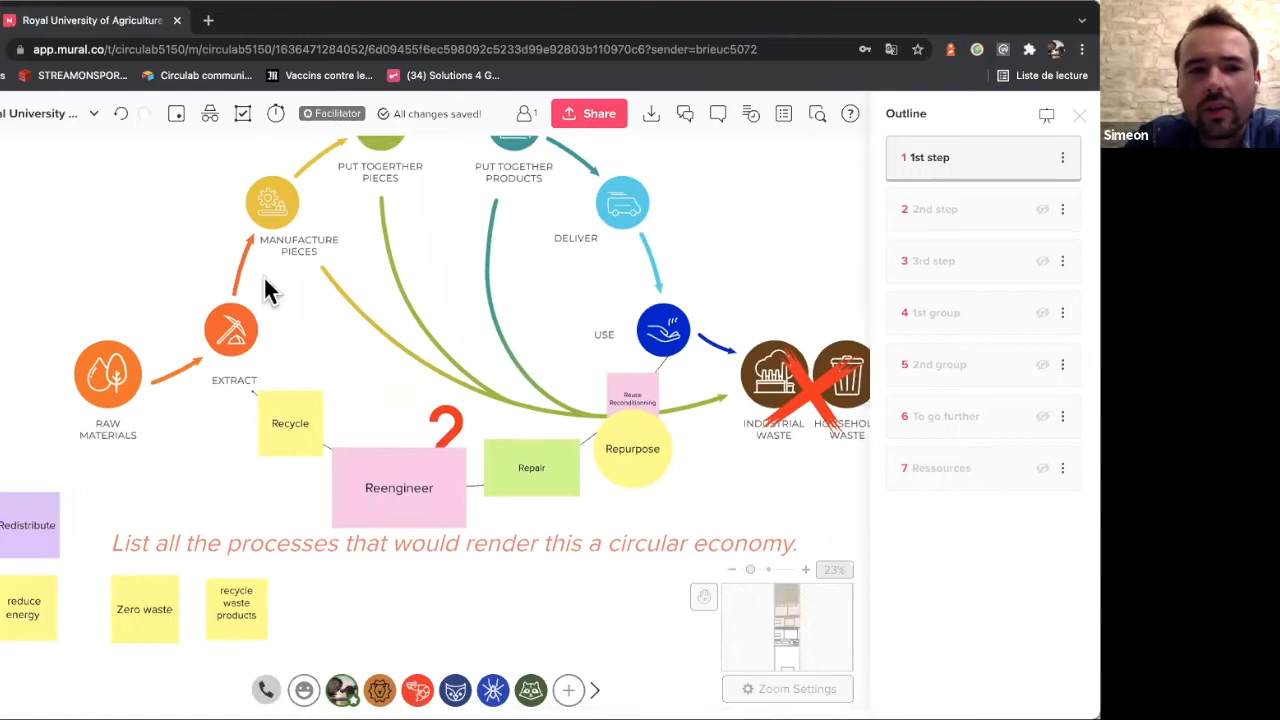 Royal University of Agriculture
app.mural.co/t/circulab5150/m/circulab5150/1636471284052/6d09455f6ec598092c5233d99e92803b110970c6?sender=brieuc5072
s STREAMONSPOR... Circulab communi... Vaccins contre le... (34) Solutions 4 G... Liste de lecture
al University ... Facilitator All changes saved! 1 Share
Outline
Simeon
1 1st step
2 2nd step
3 3rd step
4 1st group
5 2nd group
6 To go further
7 Ressources
PUT TOGERTHER
PIECES
PUT TOGETHER
PRODUCTS
MANUFACTURE
PIECES
DELIVER
USE
EXTRACT
RAW
MATERIALS
INDUSTRIAL
WASTE
HOUSEHOL
WASTE
Reuse
Reconditionning
Recycle
?
Repurpose
Repair
Reengineer
Redistribute
List all the processes that would render this a circular economy.
23%
reduce
energy
Zero waste
recycle
waste
products
Zoom Settings